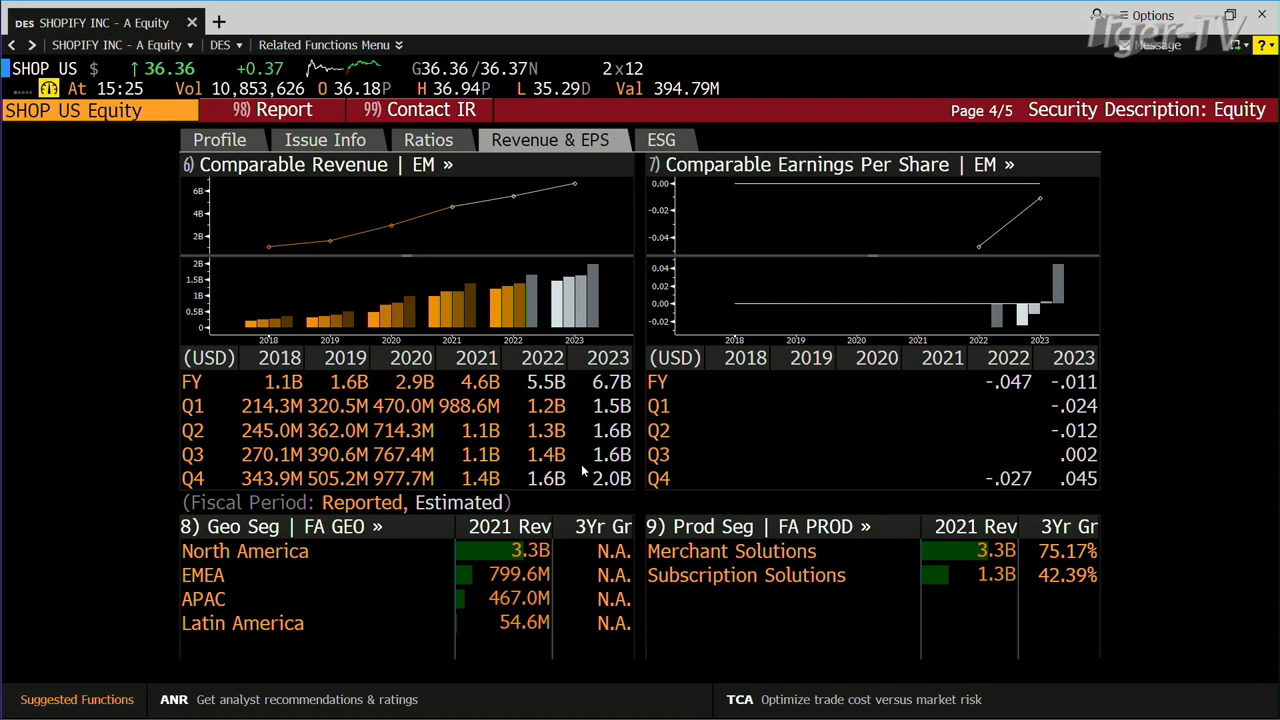 DES SHOPIFY INC - A Equity × +
Options
Tiger-TV
< > SHOPIFY INC - A Equity ▾ DES ▾ Related Functions Menu
Message ?
SHOP US $ ↑ 36.36 +0.37 G36.36/36.37N 2x12
At 15:25 Vol 10,853,626 O 36.18P H 36.94P L 35.29D Val 394.79M
SHOP US Equity 98) Report 99) Contact IR Page 4/5 Security Description: Equity
Profile Issue Info Ratios Revenue & EPS ESG
6) Comparable Revenue | EM »
6B
4B
2B
2B
1.5B
1B
0.5B
0
2018 2019 2020 2021 2022 2023
(USD) 2018 2019 2020 2021 2022 2023
FY 1.1B 1.6B 2.9B 4.6B 5.5B 6.7B
Q1 214.3M 320.5M 470.0M 988.6M 1.2B 1.5B
Q2 245.0M 362.0M 714.3M 1.1B 1.3B 1.6B
Q3 270.1M 390.6M 767.4M 1.1B 1.4B 1.6B
Q4 343.9M 505.2M 977.7M 1.4B 1.6B 2.0B
(Fiscal Period: Reported, Estimated)
7) Comparable Earnings Per Share | EM »
0.00
-0.02
-0.04
0.04
0.02
0.00
-0.02
2018 2019 2020 2021 2022 2023
(USD) 2018 2019 2020 2021 2022 2023
FY -.047 -.011
Q1 -.024
Q2 -.012
Q3 .002
Q4 -.027 .045
8) Geo Seg | FA GEO » 2021 Rev 3Yr Gr
North America 3.3B N.A.
EMEA 799.6M N.A.
APAC 467.0M N.A.
Latin America 54.6M N.A.
9) Prod Seg | FA PROD » 2021 Rev 3Yr Gr
Merchant Solutions 3.3B 75.17%
Subscription Solutions 1.3B 42.39%
Suggested Functions ANR Get analyst recommendations & ratings TCA Optimize trade cost versus market risk